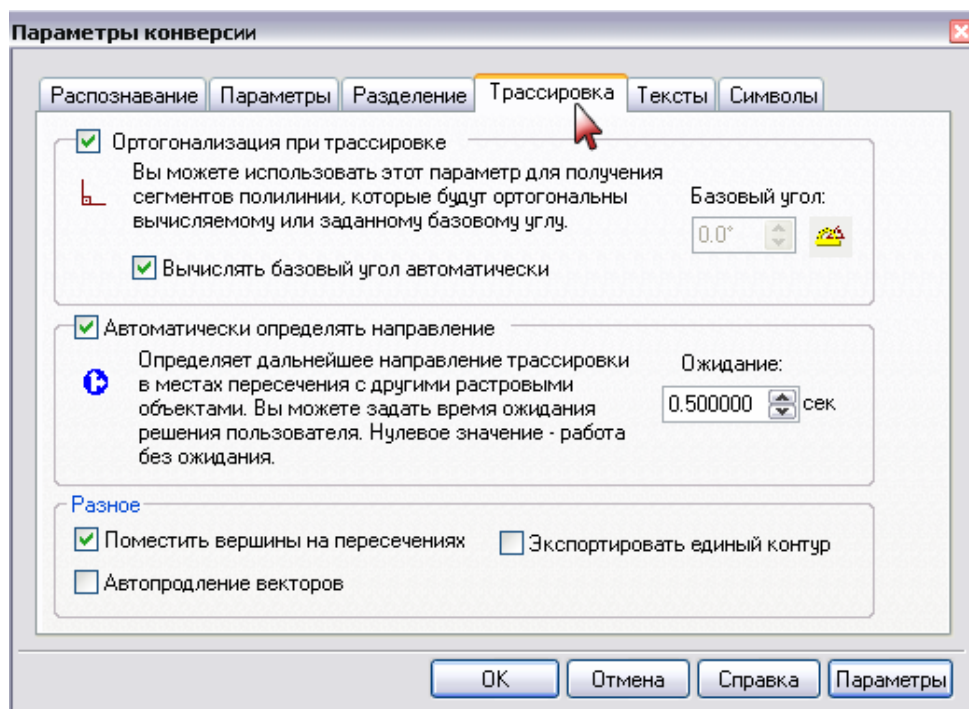 Параметры конверсии
Распознавание Параметры Разделение Трассировка Тексты Символы
Ортогонализация при трассировке
Вы можете использовать этот параметр для получения
сегментов полилинии, которые будут ортогональны
вычисляемому или заданному базовому углу.
Базовый угол:
0.0°
Вычислять базовый угол автоматически
Автоматически определять направление
Определяет дальнейшее направление трассировки
в местах пересечения с другими растровыми
объектами. Вы можете задать время ожидания
решения пользователя. Нулевое значение - работа
без ожидания.
Ожидание:
0.500000 сек
Разное
Поместить вершины на пересечениях
Экспортировать единый контур
Автопродление векторов
OK Отмена Справка Параметры